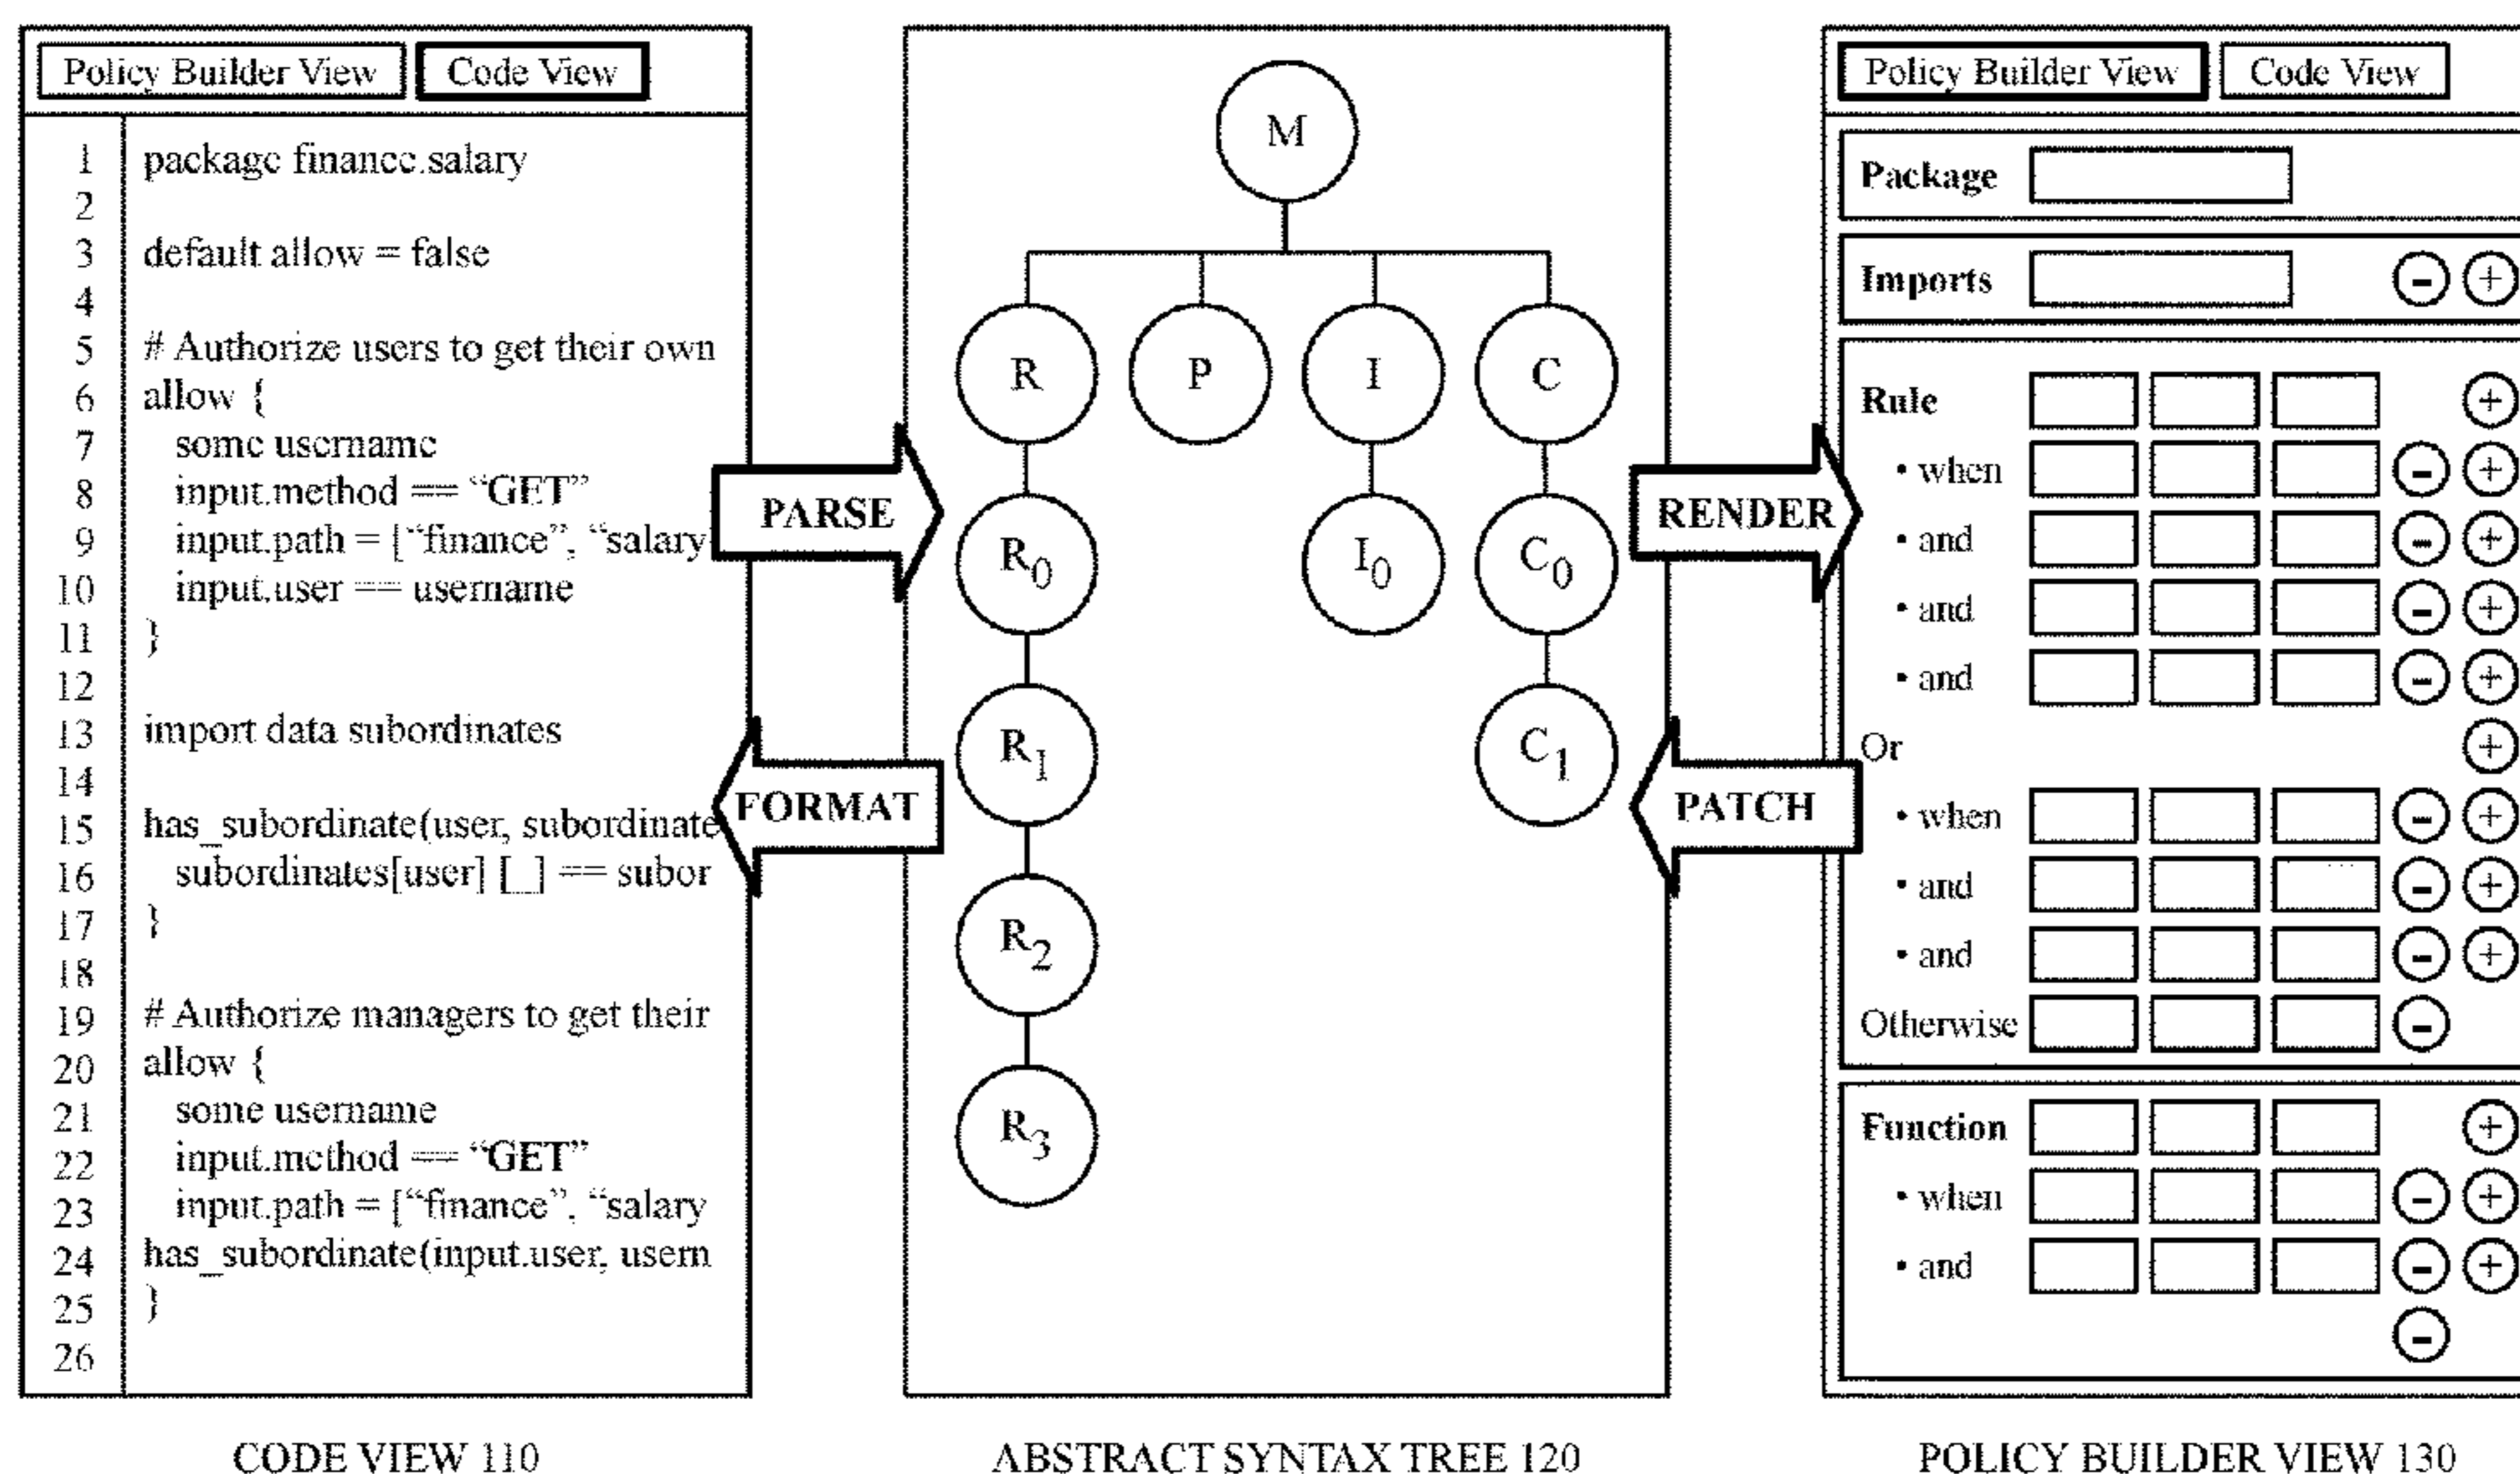 Policy Builder View
Code View
1 package finance.salary
2
3 default allow = false
4
5 # Authorize users to get their own
6 allow {
7 some username
8 input.method == “GET”
9 input.path = [“finance”, “salary
10 input.user == username
11 }
12
13 import data subordinates
14
15 has_subordinate(user, subordinate
16 subordinates[user] [_] == subor
17 }
18
19 # Authorize managers to get their
20 allow {
21 some username
22 input.method == “GET”
23 input.path = [“finance”, “salary
24 has_subordinate(input.user, usern
25 }
26
CODE VIEW 110
PARSE
FORMAT
M
R P I C
R0 I0 C0
R1 C1
R2
R3
ABSTRACT SYNTAX TREE 120
RENDER
PATCH
Policy Builder View
Code View
Package
Imports - +
Rule +
• when - +
• and - +
• and - +
• and - +
Or +
• when - +
• and - +
• and - +
Otherwise -
Function +
• when - +
• and - +
-
POLICY BUILDER VIEW 130